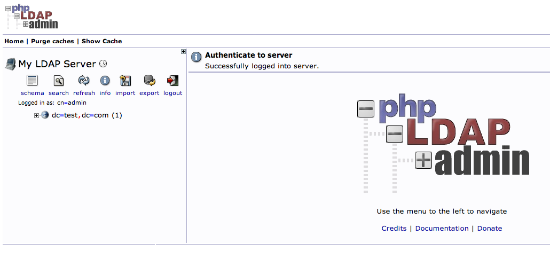 php
LDAP
admin
Home | Purge caches | Show Cache
My LDAP Server
schema search refresh info import export logout
Logged in as: cn=admin
dc=test,dc=com (1)
Authenticate to server
Successfully logged into server.
php
LDAP
admin
Use the menu to the left to navigate
Credits | Documentation | Donate